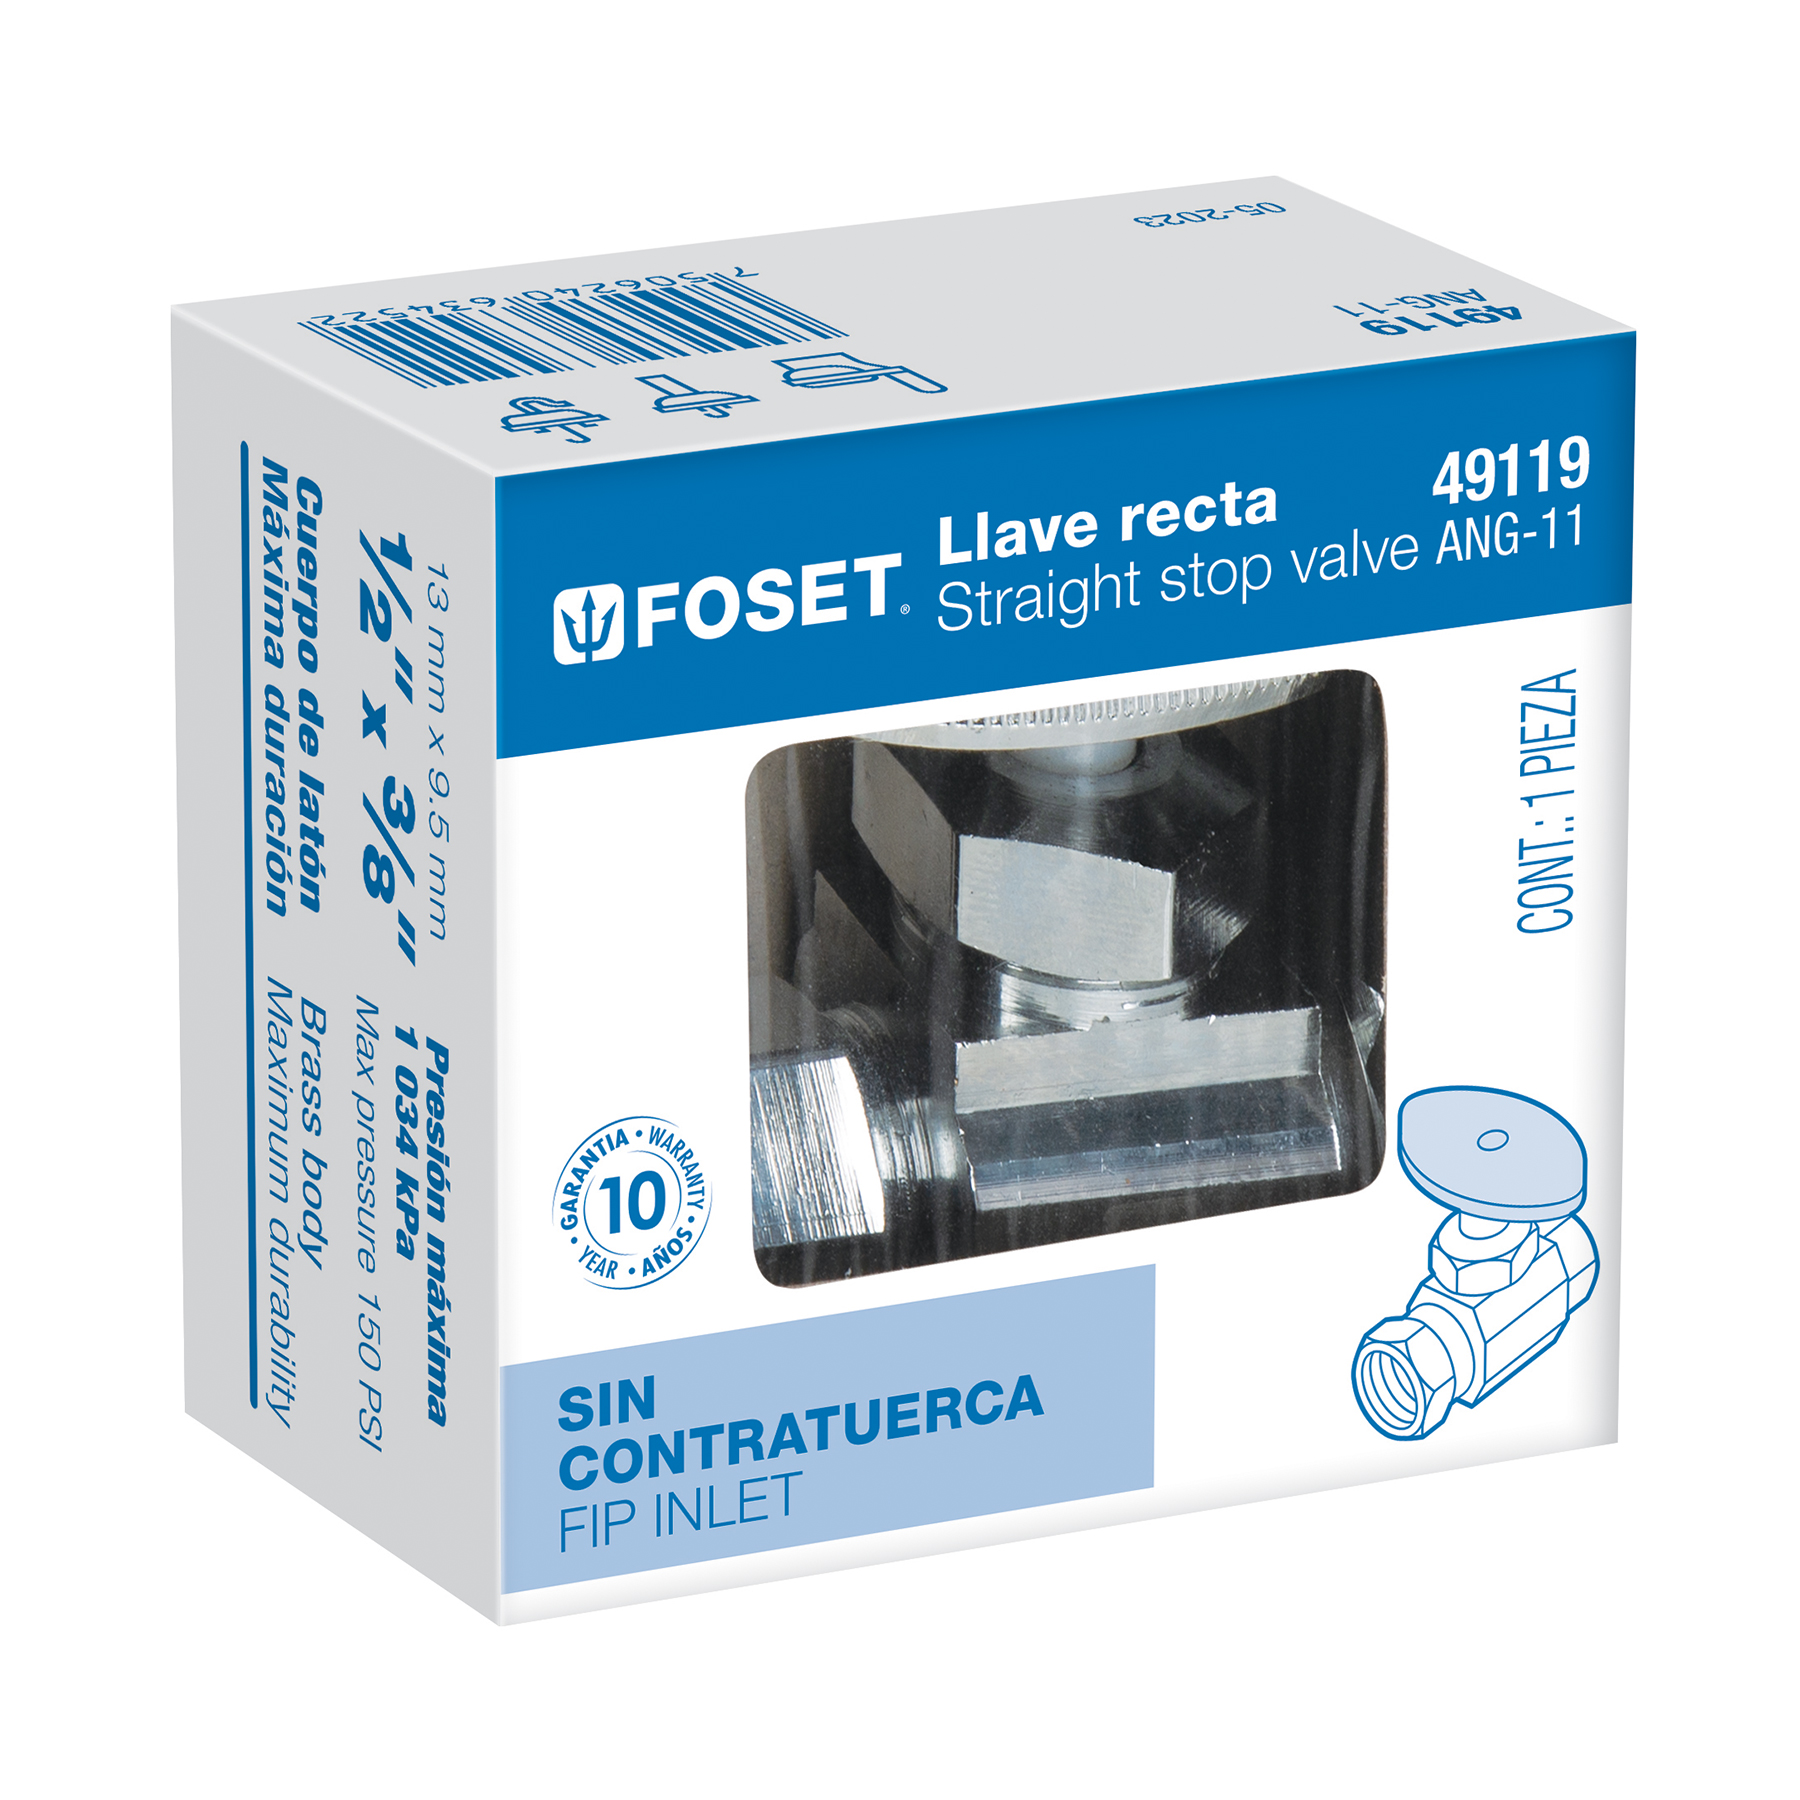 05-2023
49119
ANG-11
7506240 634522
FOSET®
Llave recta
Straight stop valve
49119
ANG-11
CONT.: 1 PIEZA
GARANTIA • WARRANTY • AÑOS • YEAR •
10
SIN
CONTRATUERCA
FIP INLET
13 mm x 9.5 mm
1/2" x 3/8"
Presión máxima
1 034 kPa
Max pressure 150 PSI
Cuerpo de latón
Máxima duración
Brass body
Maximum durability